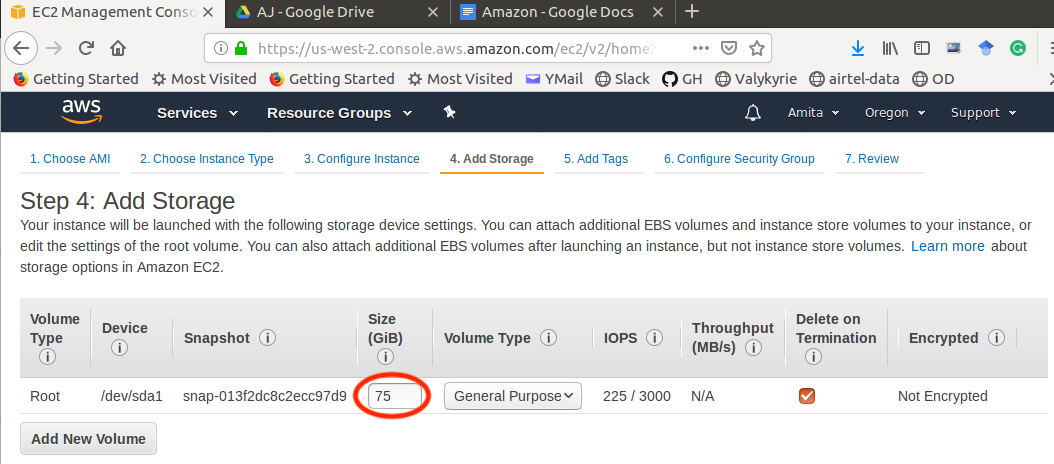 EC2 Management Conso
AJ - Google Drive
Amazon - Google Docs
https://us-west-2.console.aws.amazon.com/ec2/v2/home?
Getting Started Most Visited Getting Started Most Visited YMail Slack GH Valykyrie airtel-data OD
aws Services Resource Groups Amita Oregon Support
1. Choose AMI 2. Choose Instance Type 3. Configure Instance 4. Add Storage 5. Add Tags 6. Configure Security Group 7. Review
Step 4: Add Storage
Your instance will be launched with the following storage device settings. You can attach additional EBS volumes and instance store volumes to your instance, or
edit the settings of the root volume. You can also attach additional EBS volumes after launching an instance, but not instance store volumes. Learn more about
storage options in Amazon EC2.
Volume
Type
Device
Snapshot
Size
(GiB)
Volume Type
IOPS
Throughput
(MB/s)
Delete on
Termination
Encrypted
Root /dev/sda1 snap-013f2dc8c2ecc97d9 75 General Purpose 225 / 3000 N/A Not Encrypted
Add New Volume